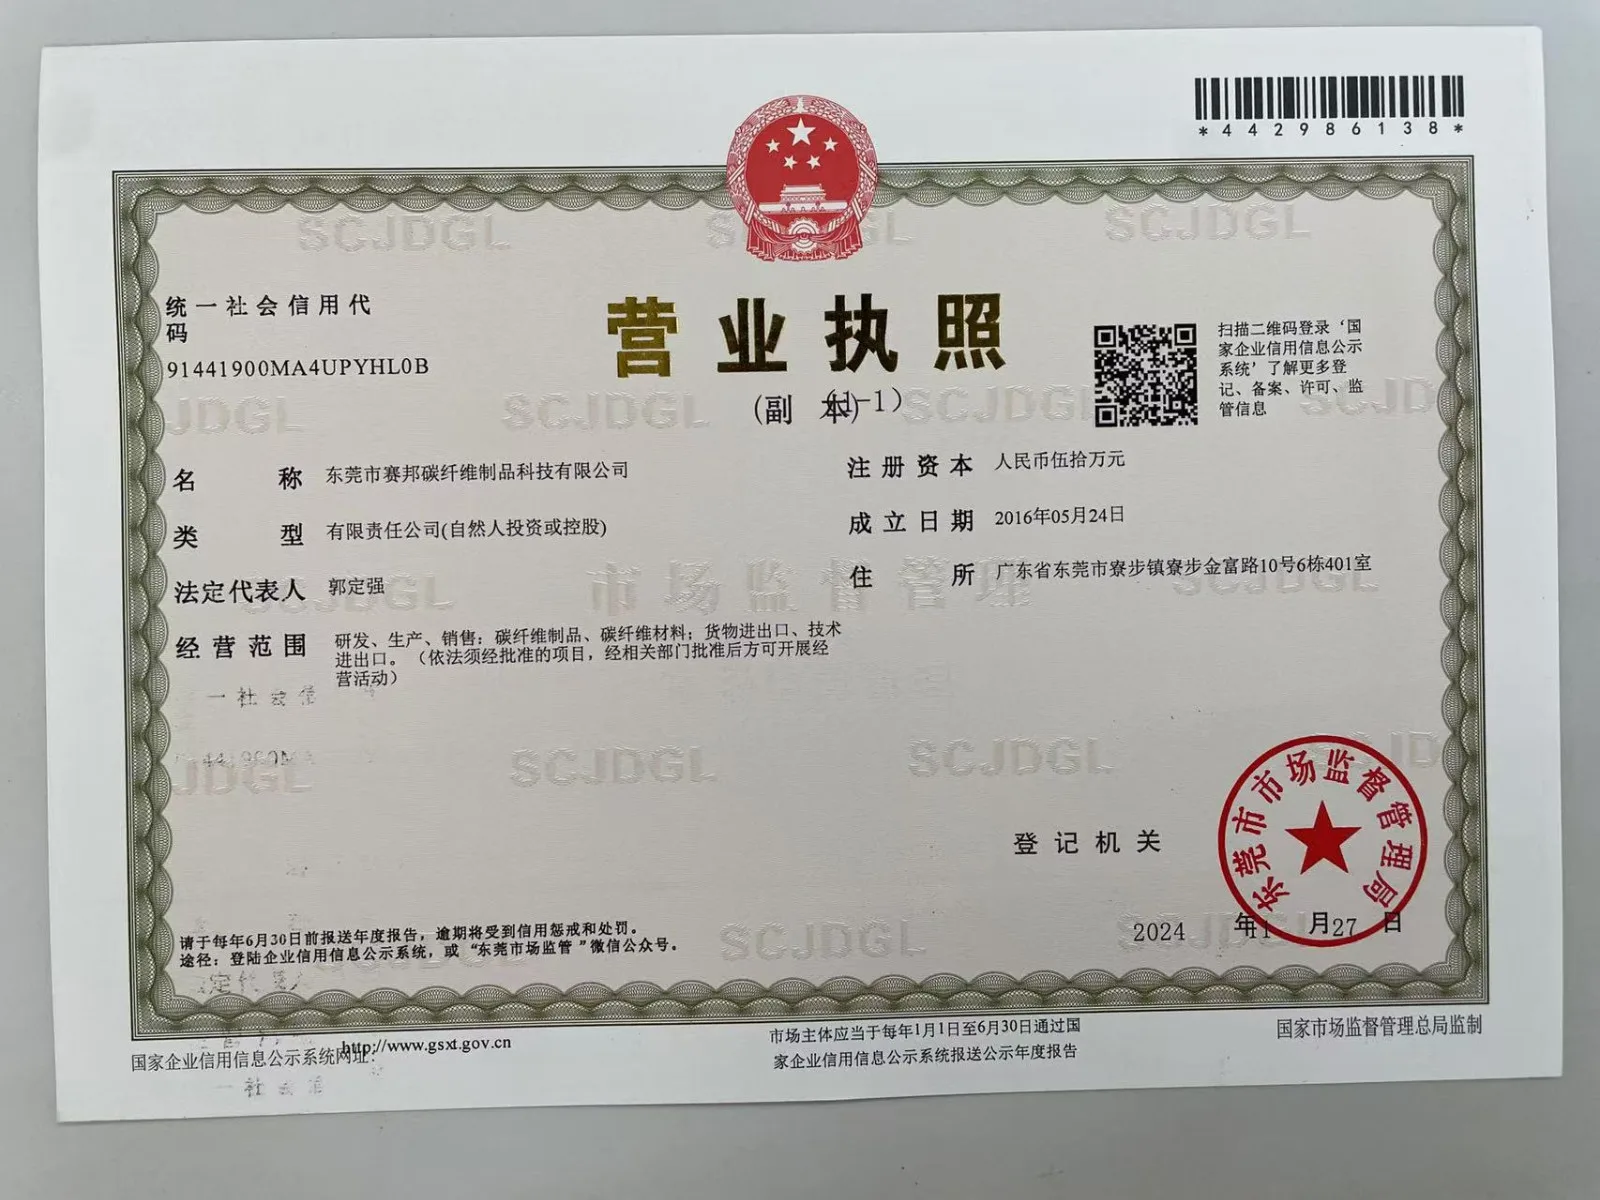 *442986138*
SCJDGL
SCJDGL
统一社会信用代
码
91441900MA4UPYHL0B
营业执照
(副 本)(1-1)
扫描二维码登录‘国
家企业信用信息公示
系统’了解更多登
记、备案、许可、监
管信息
JDGL
SCJDGL
SCJDGL
SCJD
名 称 东莞市赛邦碳纤维制品科技有限公司
类 型 有限责任公司(自然人投资或控股)
法定代表人 郭定强
经营范围 研发、生产、销售：碳纤维制品、碳纤维材料；货物进出口、技术
进出口。（依法须经批准的项目，经相关部门批准后方可开展经
营活动）
注册资本 人民币伍拾万元
成立日期 2016年05月24日
住 所 广东省东莞市寮步镇寮步金富路10号6栋401室
市场监督管理
SCJDGL
JDGL
SCJDGL
SCJDGL
登记机关
东莞市市场监督管理局
2024 年1 月27 日
SCJDGL
请于每年6月30日前报送年度报告，逾期将受到信用惩戒和处罚。
途径：登陆企业信用信息公示系统，或“东莞市场监管”微信公众号。
国家企业信用信息公示系统网址：http://www.gsxt.gov.cn
市场主体应当于每年1月1日至6月30日通过国
家企业信用信息公示系统报送公示年度报告
国家市场监督管理总局监制